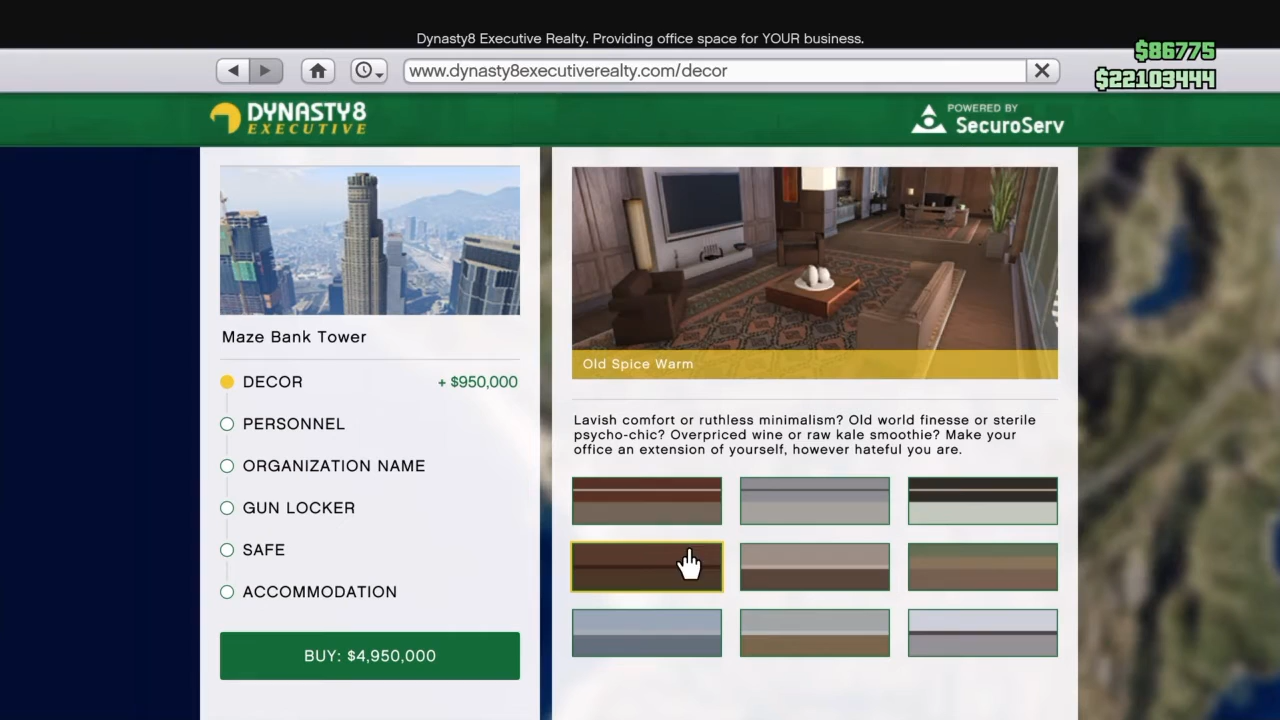 Dynasty8 Executive Realty. Providing office space for YOUR business.
$86775
www.dynasty8executiverealty.com/decor
$22103444
DYNASTY8
EXECUTIVE
POWERED BY
SecuroServ
Maze Bank Tower
DECOR + $950,000
PERSONNEL
ORGANIZATION NAME
GUN LOCKER
SAFE
ACCOMMODATION
BUY: $4,950,000
Old Spice Warm
Lavish comfort or ruthless minimalism? Old world finesse or sterile
psycho-chic? Overpriced wine or raw kale smoothie? Make your
office an extension of yourself, however hateful you are.